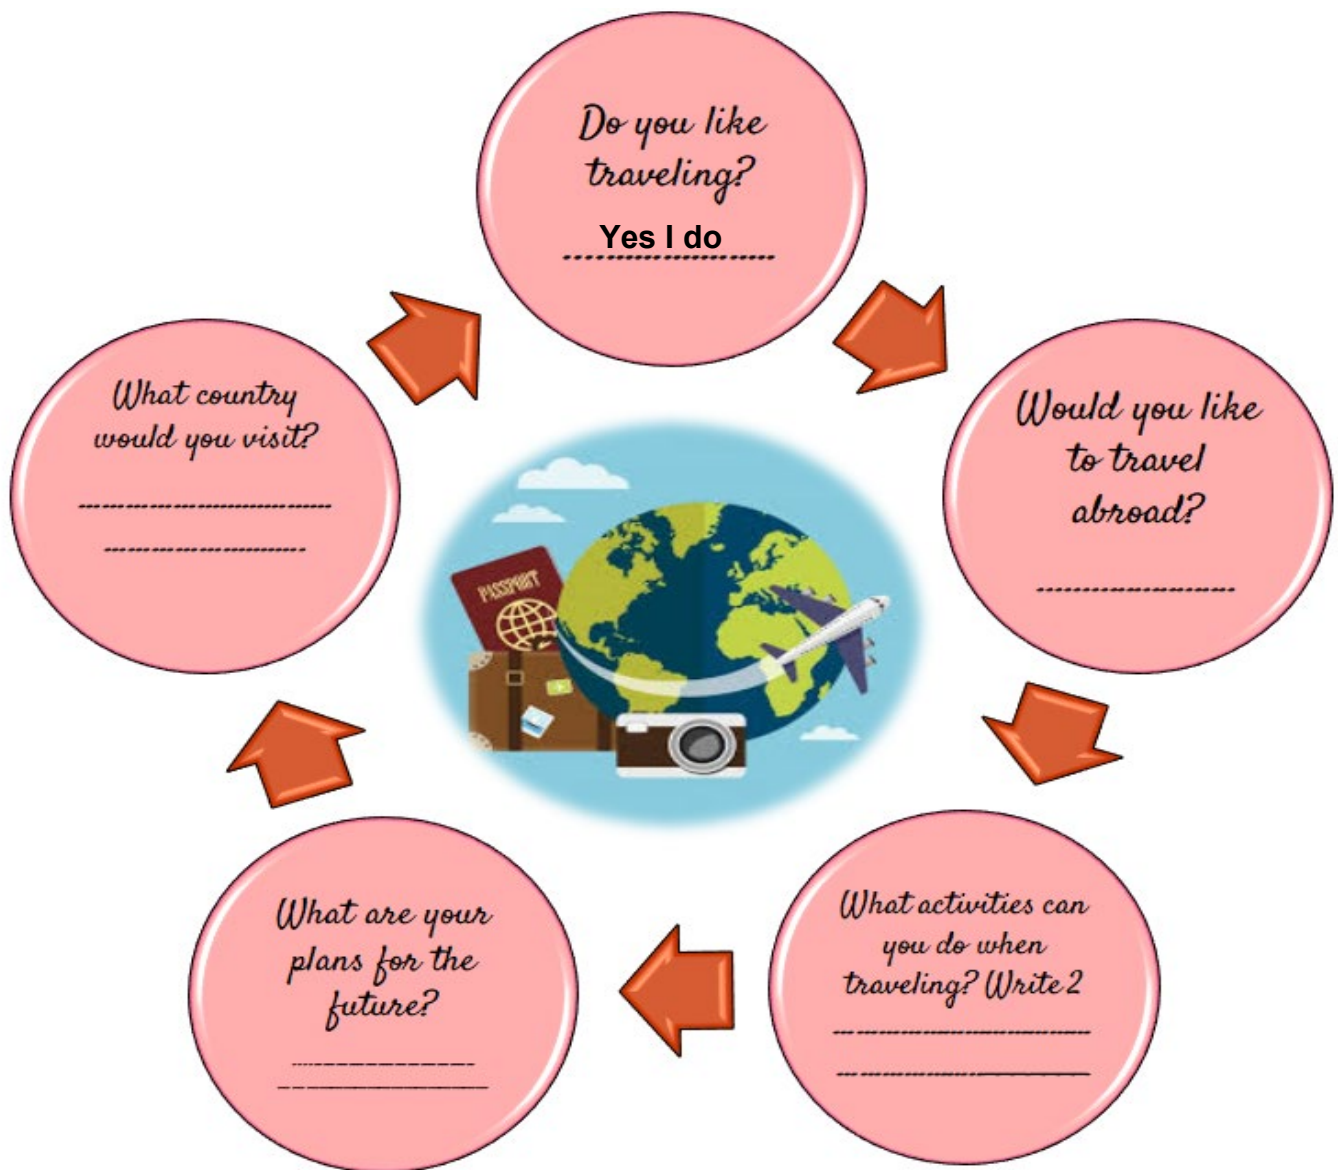 Do you like
traveling?
Yes I do
Would you like
to travel
abroad?
What activities can
you do when
traveling? Write 2
What are your
plans for the
future?
What country
would you visit?
PASSPORT